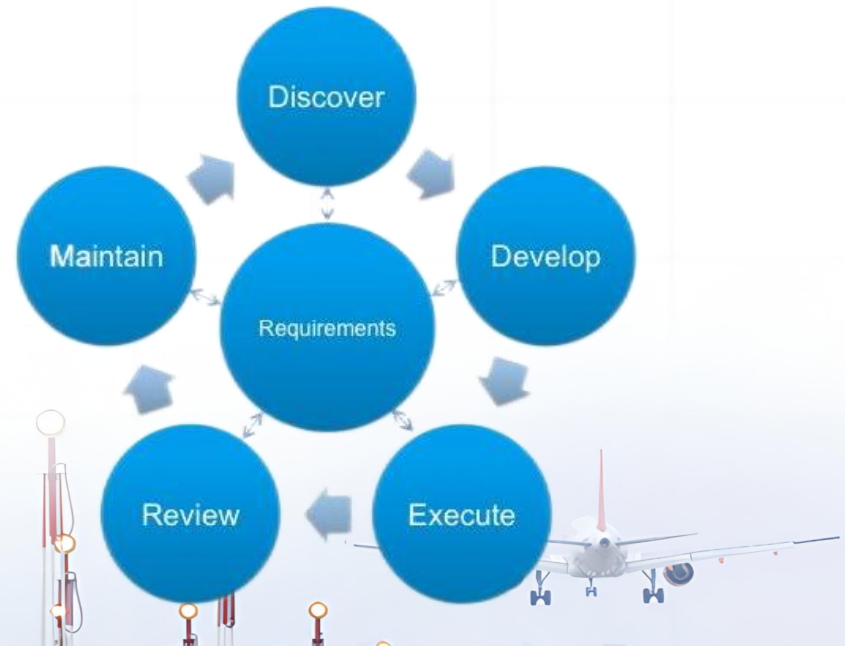 Discover
Maintain
Develop
Requirements
Review
Execute